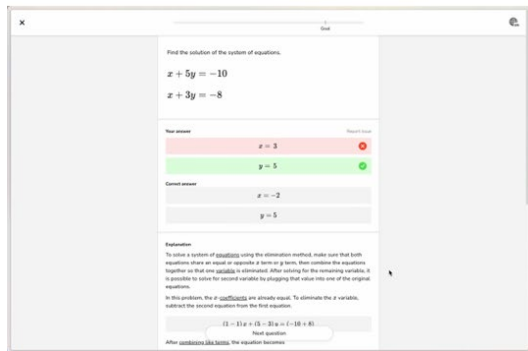 Goal
Find the solution of the system of equations.
x + 5y = −10
x + 3y = −8
Your answer
Report issue
x = 3
y = 5
Correct answer
x = −2
y = 5
Explanation
To solve a system of equations using the elimination method, make sure that both
equations share an equal or opposite x term or y term, then combine the equations
together so that one variable is eliminated. After solving for the remaining variable, it
is possible to solve for second variable by plugging that value into one of the original
equations.
In this problem, the x-coefficients are already equal. To eliminate the x variable,
subtract the second equation from the first equation.
(1 − 1)x + (5 − 3)y = (−10 + 8)
Next question
After combining like terms, the equation becomes